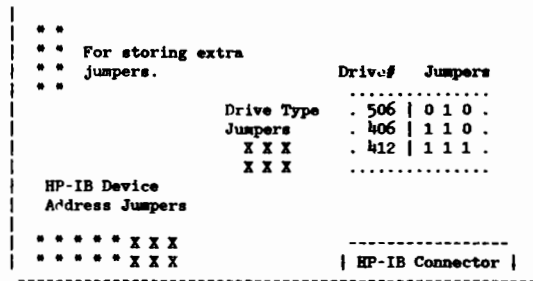 * *
* * For storing extra
* * jumpers. Drive# Jumpers
* *
...............
Drive Type . 506 | 0 1 0 .
Jumpers . 406 | 1 1 0 .
X X X . 412 | 1 1 1 .
X X X ...............
HP-IB Device
Address Jumpers
* * * * * X X X
* * * * * X X X | HP-IB Connector |